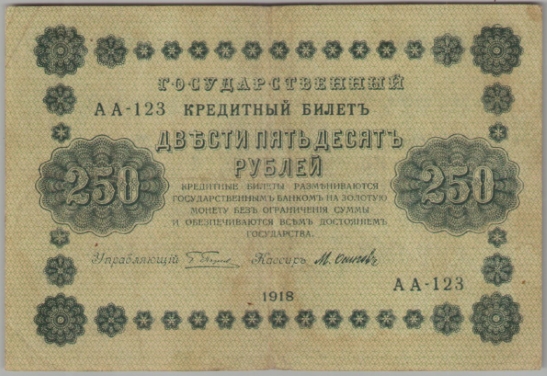 ГОСУДАРСТВЕННЫЙ
АА-123 КРЕДИТНЫЙ БИЛЕТЪ
ДВѢСТИ ПЯТЬДЕСЯТЪ
РУБЛЕЙ
250 250
КРЕДИТНЫЕ БИЛЕТЫ РАЗМѢНИВАЮТСЯ
ГОСУДАРСТВЕННЫМЪ БАНКОМЪ НА ЗОЛОТУЮ
МОНЕТУ БЕЗЪ ОГРАНИЧЕНІЯ СУММЫ
И ОБЕЗПЕЧИВАЮТСЯ ВСѢМЪ ДОСТОЯНІЕМЪ
ГОСУДАРСТВА.
Управляющій Кассиръ
АА-123
1918